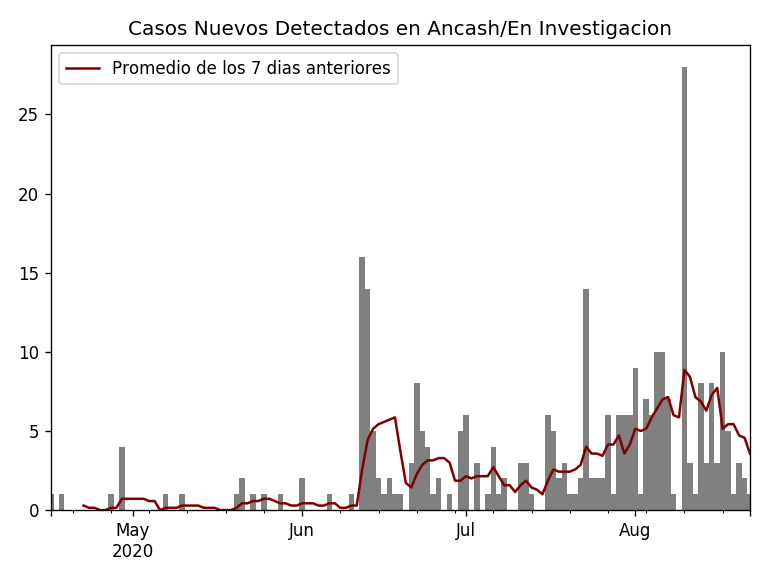 Casos Nuevos Detectados en Ancash/En Investigacion
Promedio de los 7 dias anteriores
25
20
15
10
5
0
May Jun Jul Aug
2020